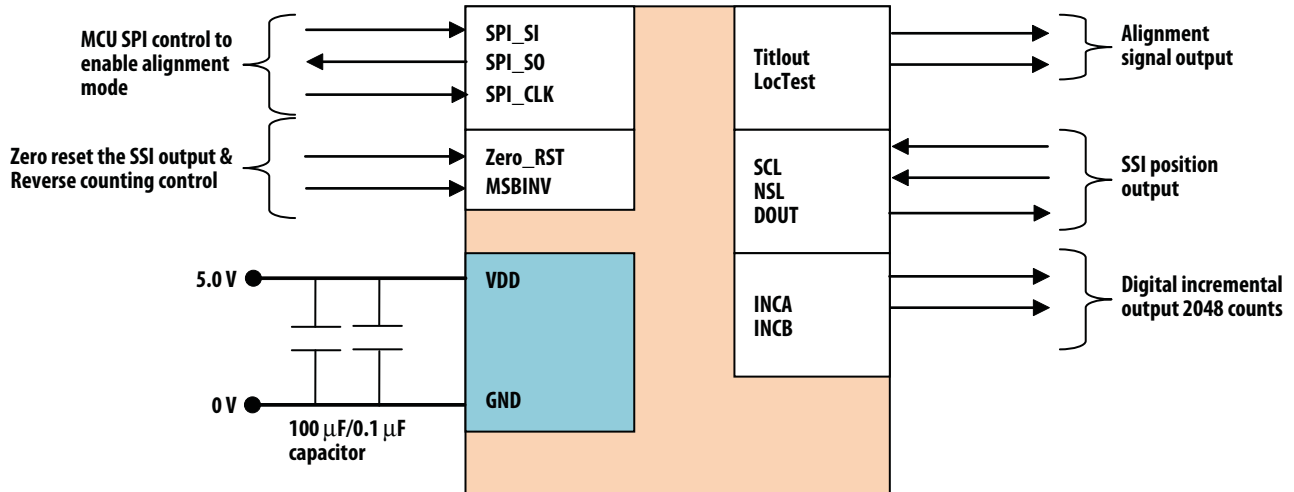 MCU SPI control to
enable alignment
mode
Zero reset the SSI output &
Reverse counting control
5.0 V
0 V
100 μF/0.1 μF
capacitor
SPI_SI
SPI_SO
SPI_CLK
Zero_RST
MSBINV
VDD
GND
Titlout
LocTest
SCL
NSL
DOUT
INCA
INCB
Alignment
signal output
SSI position
output
Digital incremental
output 2048 counts